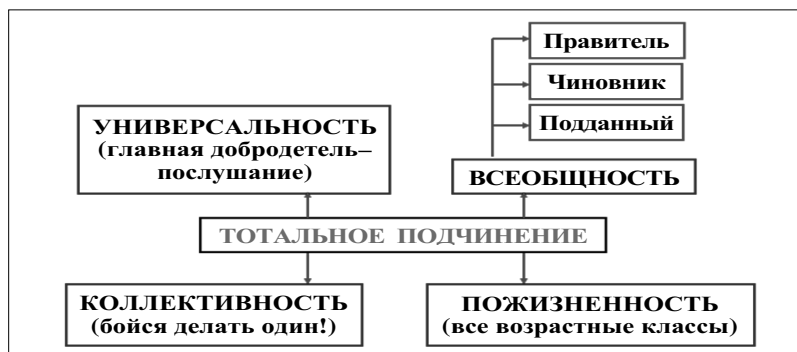 Правитель
Чиновник
Подданный
УНИВЕРСАЛЬНОСТЬ
(главная добродетель–
послушание)
ВСЕОБЩНОСТЬ
ТОТАЛЬНОЕ ПОДЧИНЕНИЕ
КОЛЛЕКТИВНОСТЬ
(бойся делать один!)
ПОЖИЗНЕННОСТЬ
(все возрастные классы)